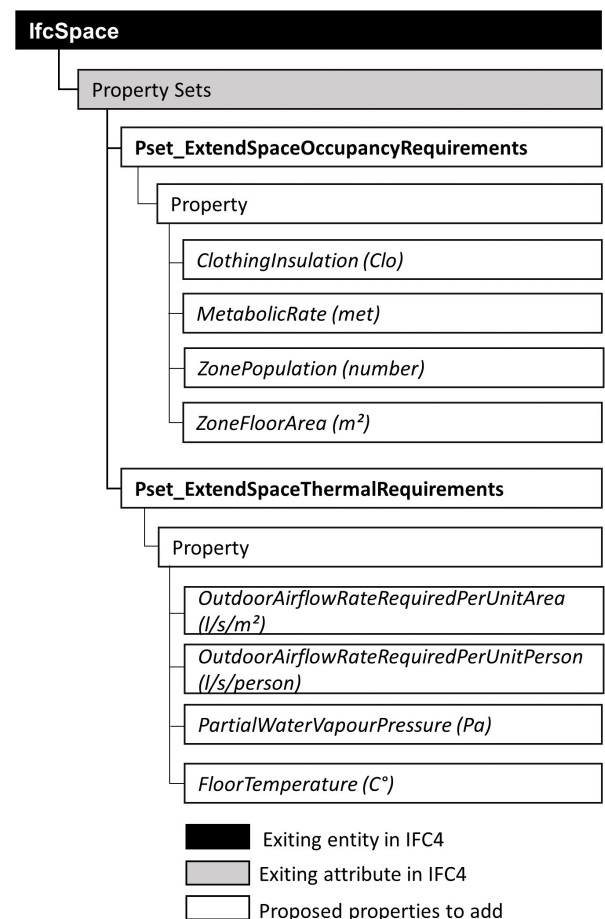 IfcSpace
Property Sets
Pset_ExtendSpaceOccupancyRequirements
Property
ClothingInsulation (Clo)
MetabolicRate (met)
ZonePopulation (number)
ZoneFloorArea (m²)
Pset_ExtendSpaceThermalRequirements
Property
OutdoorAirflowRateRequiredPerUnitArea
(l/s/m²)
OutdoorAirflowRateRequiredPerUnitPerson
(l/s/person)
PartialWaterVapourPressure (Pa)
FloorTemperature (C°)
Exiting entity in IFC4
Exiting attribute in IFC4
Proposed properties to add